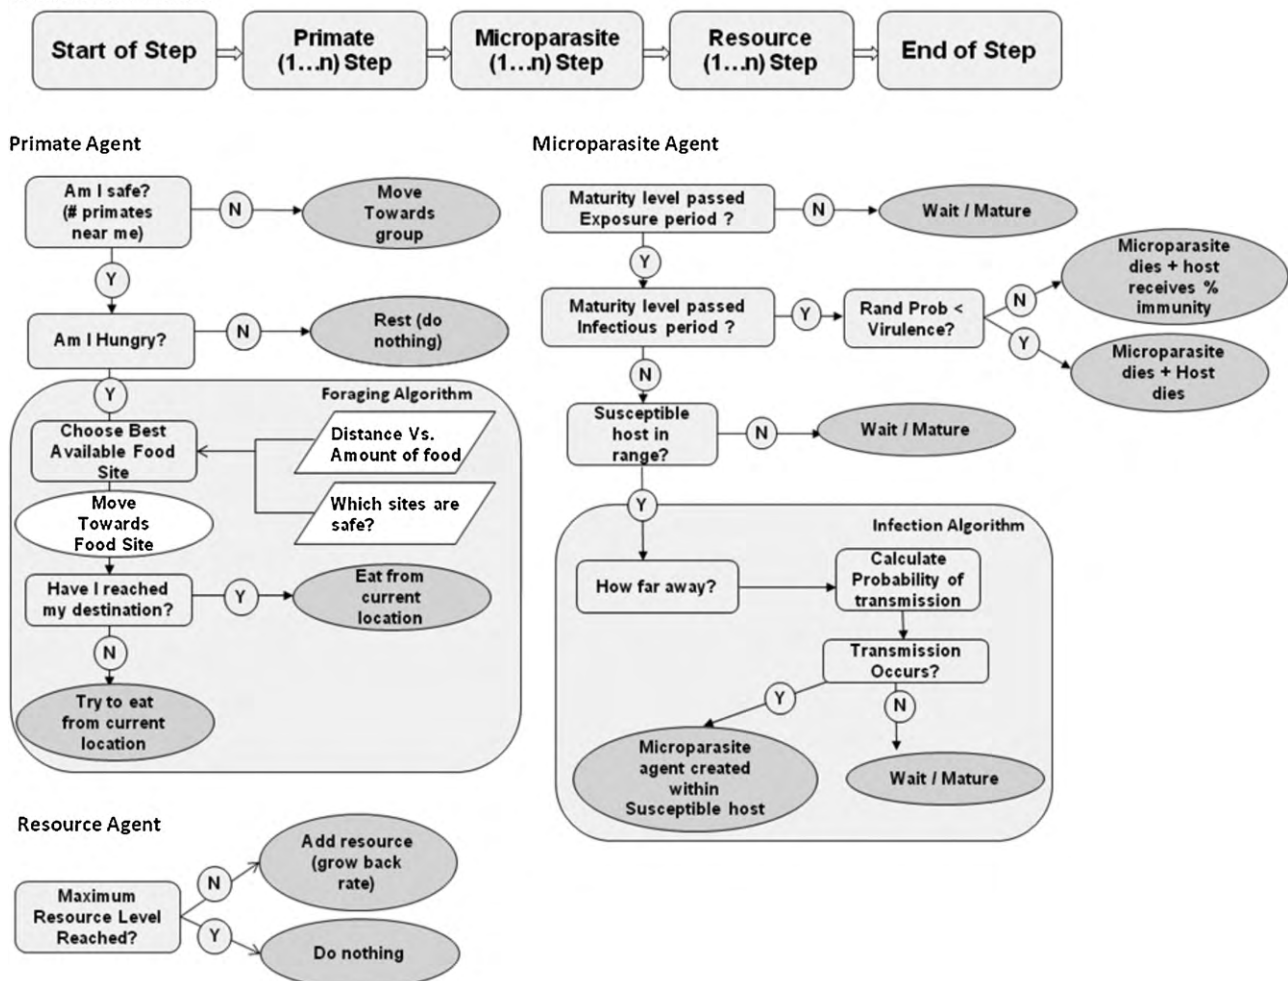 Start of Step
Primate
(1...n) Step
Microparasite
(1...n) Step
Resource
(1...n) Step
End of Step
Primate Agent
Am I safe?
(# primates
near me)
N
Move
Towards
group
Y
Am I Hungry?
N
Rest (do
nothing)
Y
Foraging Algorithm
Choose Best
Available Food
Site
Distance Vs.
Amount of food
Which sites are
safe?
Move
Towards
Food Site
Have I reached
my destination?
Y
Eat from
current
location
N
Try to eat
from current
location
Microparasite Agent
Maturity level passed
Exposure period ?
N
Wait / Mature
Y
Maturity level passed
Infectious period ?
Y
Rand Prob <
Virulence?
N
Microparasite
dies + host
receives %
immunity
Y
Microparasite
dies + Host
dies
N
Susceptible
host in
range?
N
Wait / Mature
Y
Infection Algorithm
How far away?
Calculate
Probability of
transmission
Transmission
Occurs?
Y
N
Microparasite
agent created
within
Susceptible host
Wait / Mature
Resource Agent
Maximum
Resource Level
Reached?
N
Add resource
(grow back
rate)
Y
Do nothing